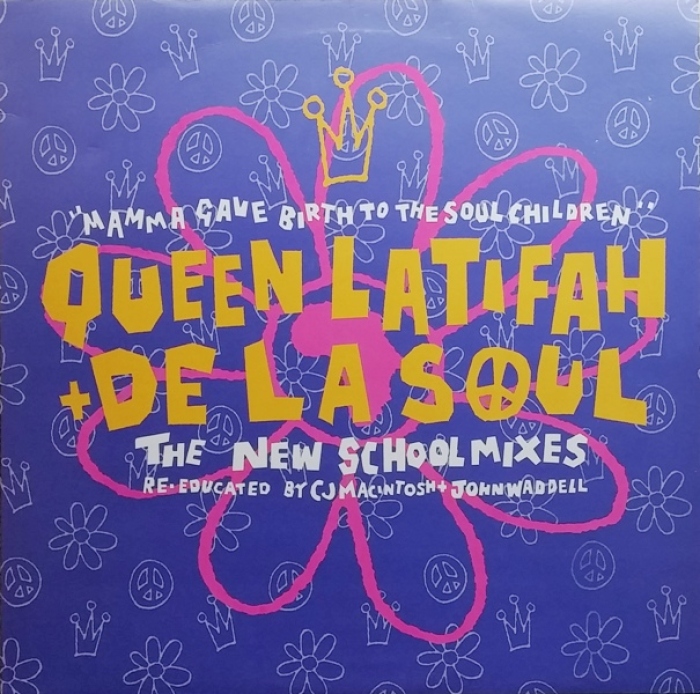 "MAMMA GAVE BIRTH TO THE SOUL CHILDREN"
QUEEN LATIFAH
+ DE LA SOUL
THE NEW SCHOOL MIXES
RE·EDUCATED BY CJ MACINTOSH + JOHN WADDELL